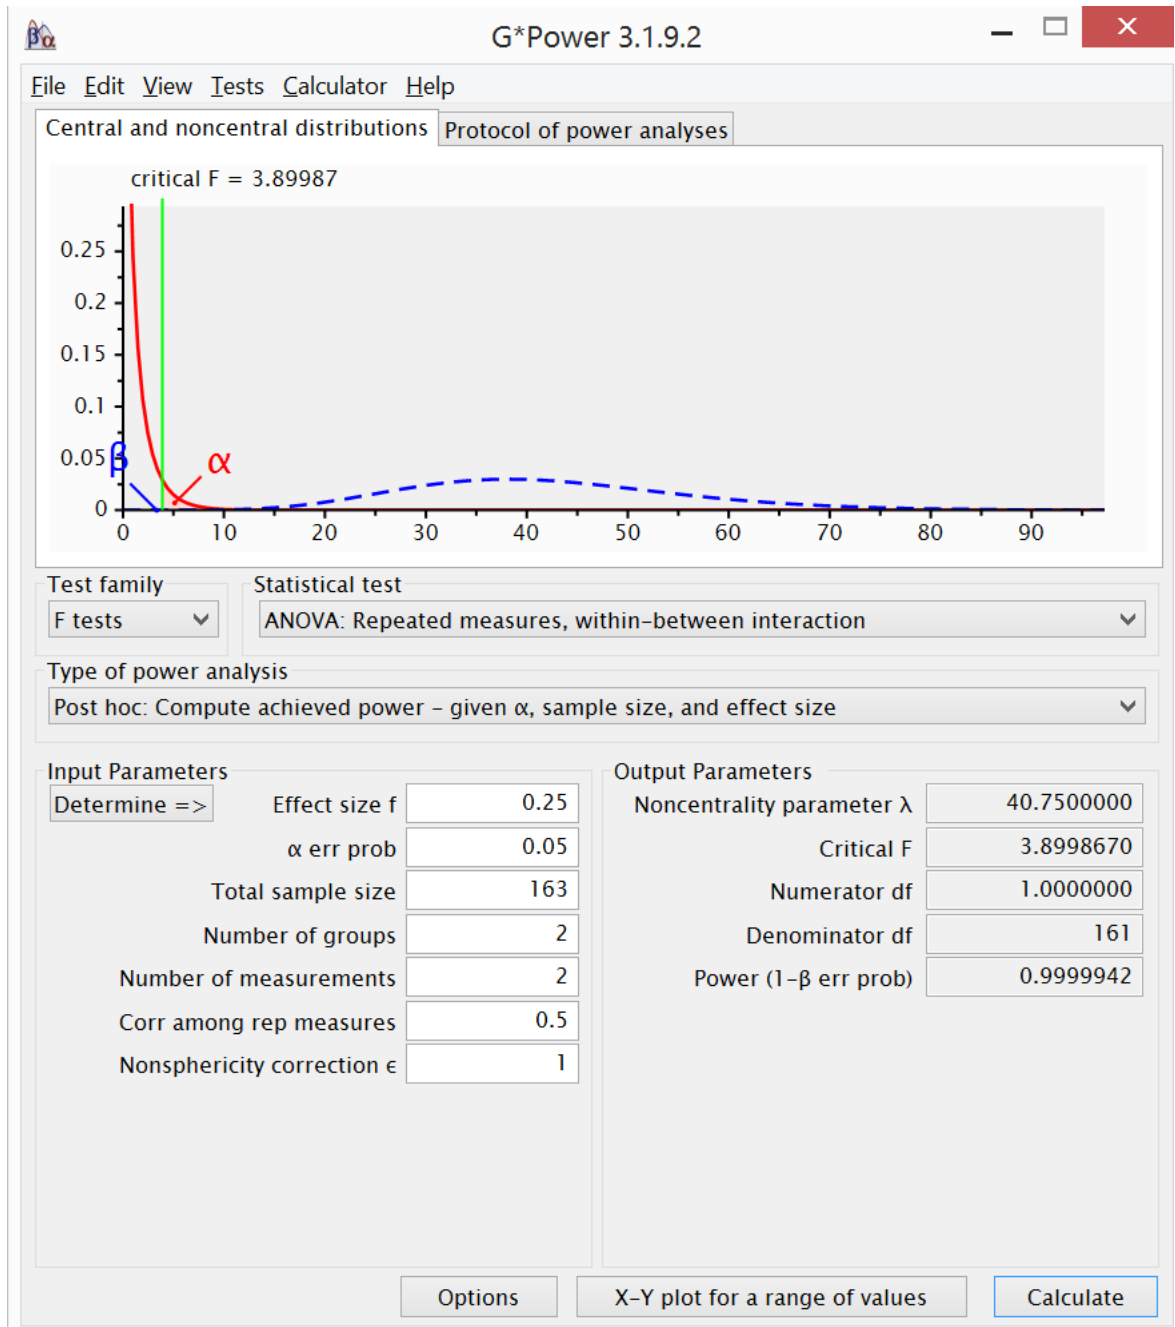 βα
G*Power 3.1.9.2
File Edit View Tests Calculator Help
Central and noncentral distributions Protocol of power analyses
critical F = 3.89987
0.25
0.2
0.15
0.1
0.05
0
β
α
0 10 20 30 40 50 60 70 80 90
Test family Statistical test
F tests ANOVA: Repeated measures, within-between interaction
Type of power analysis
Post hoc: Compute achieved power - given α, sample size, and effect size
Input Parameters Output Parameters
Determine => Effect size f 0.25 Noncentrality parameter λ 40.7500000
α err prob 0.05 Critical F 3.8998670
Total sample size 163 Numerator df 1.0000000
Number of groups 2 Denominator df 161
Number of measurements 2 Power (1-β err prob) 0.9999942
Corr among rep measures 0.5
Nonsphericity correction ϵ 1
Options X-Y plot for a range of values Calculate